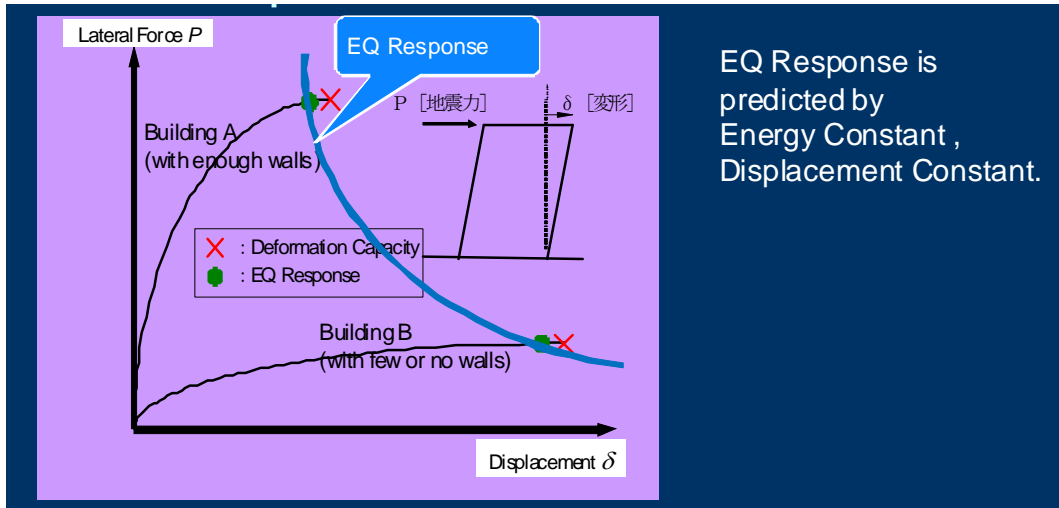 Lateral Force P
EQ Response
P [地震力]
δ [変形]
Building A
(with enough walls)
: Deformation Capacity
: EQ Response
Building B
(with few or no walls)
Displacement δ
EQ Response is
predicted by
Energy Constant ,
Displacement Constant.